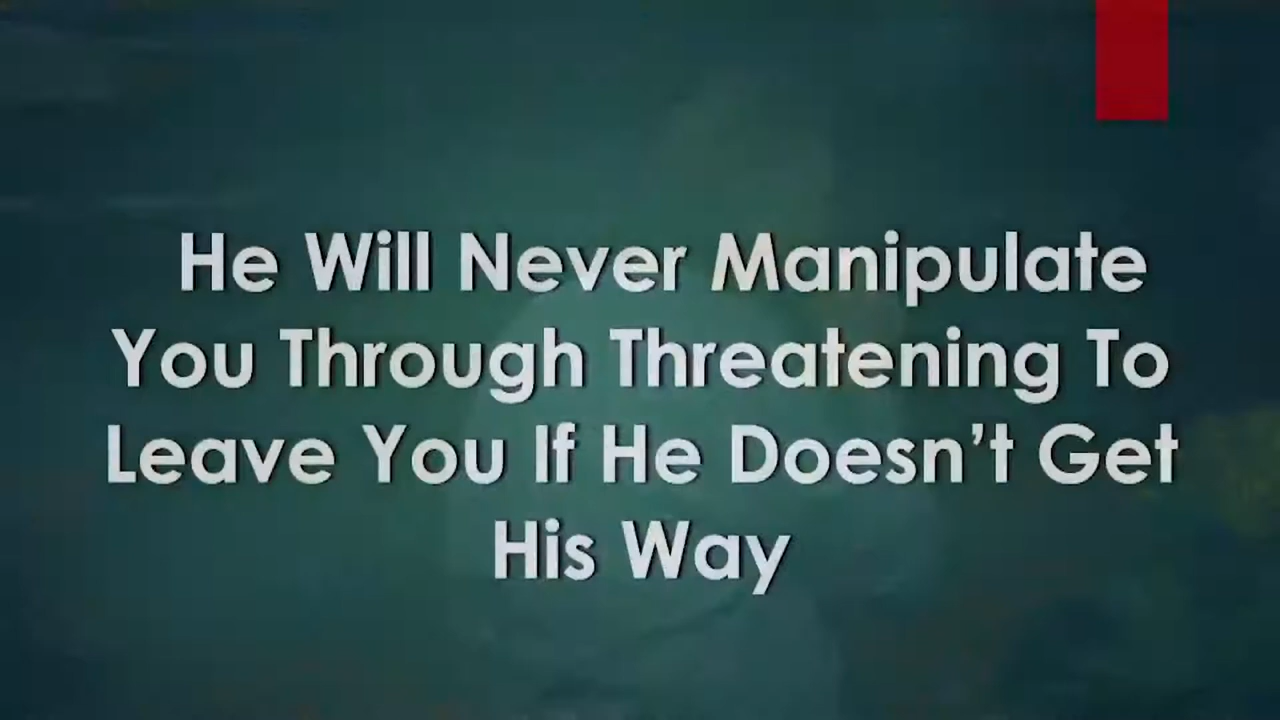 He Will Never Manipulate
You Through Threatening To
Leave You If He Doesn’t Get
His Way